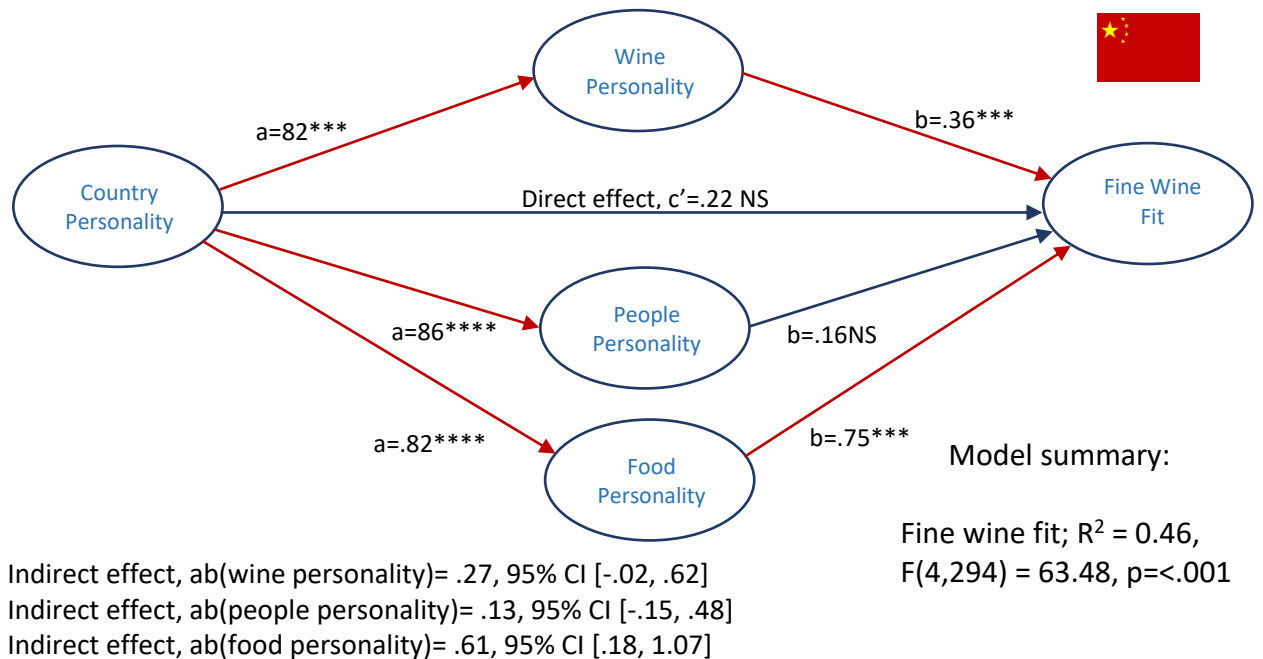 Wine
Personality
a=82***
b=.36***
Country
Personality
Direct effect, c’=.22 NS
Fine Wine
Fit
People
Personality
a=86****
b=.16NS
a=.82****
b=.75***
Food
Personality
Model summary:
Fine wine fit; R² = 0.46,
F(4,294) = 63.48, p=<.001
Indirect effect, ab(wine personality)= .27, 95% CI [-.02, .62]
Indirect effect, ab(people personality)= .13, 95% CI [-.15, .48]
Indirect effect, ab(food personality)= .61, 95% CI [.18, 1.07]